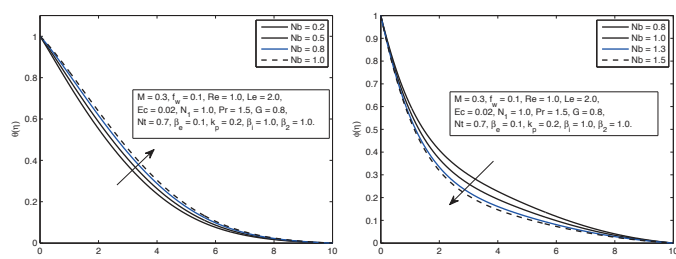 1
0.8
0.6
0.4
0.2
0
0 2 4 6 8 10
θ(η)
η
Nb = 0.2
Nb = 0.5
Nb = 0.8
Nb = 1.0
M = 0.3, f_w = 0.1, Re = 1.0, Le = 2.0,
Ec = 0.02, N_1 = 1.0, Pr = 1.5, G = 0.8,
Nt = 0.7, β_e = 0.1, k_p = 0.2, β_i = 1.0, β_2 = 1.0.
1
0.9
0.8
0.7
0.6
0.5
0.4
0.3
0.2
0.1
0
0 2 4 6 8 10
ϕ(η)
η
Nb = 0.8
Nb = 1.0
Nb = 1.3
Nb = 1.5
M = 0.3, f_w = 0.1, Re = 1.0, Le = 2.0,
Ec = 0.02, N_1 = 1.0, Pr = 1.5, G = 0.8,
Nt = 0.7, β_e = 0.1, k_p = 0.2, β_i = 1.0, β_2 = 1.0.